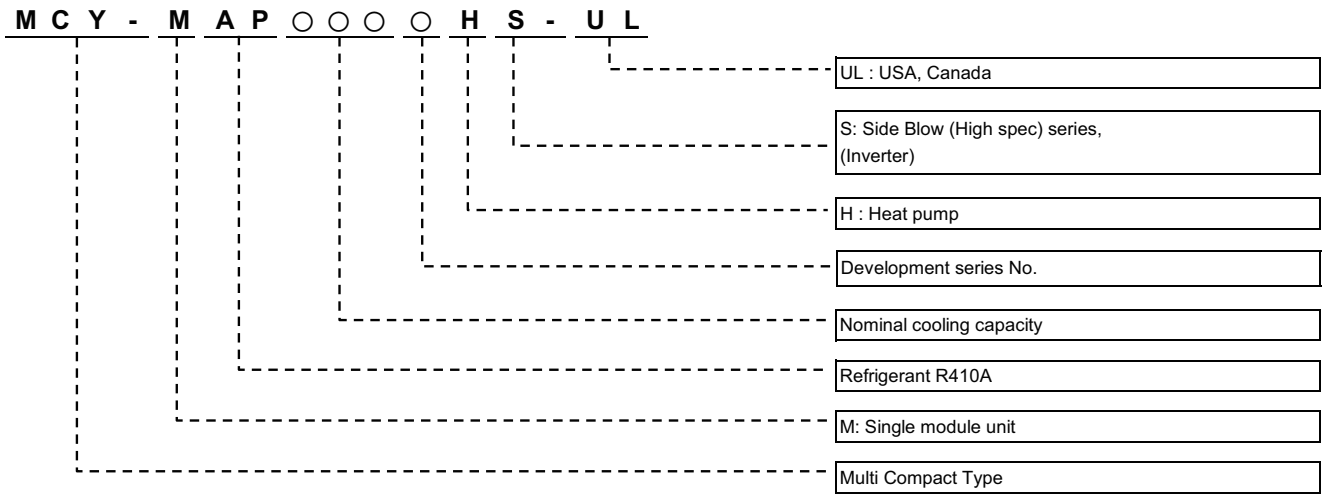 M C Y - M A P ○ ○ ○ ○ H S - U L
UL : USA, Canada
S: Side Blow (High spec) series,
(Inverter)
H : Heat pump
Development series No.
Nominal cooling capacity
Refrigerant R410A
M: Single module unit
Multi Compact Type